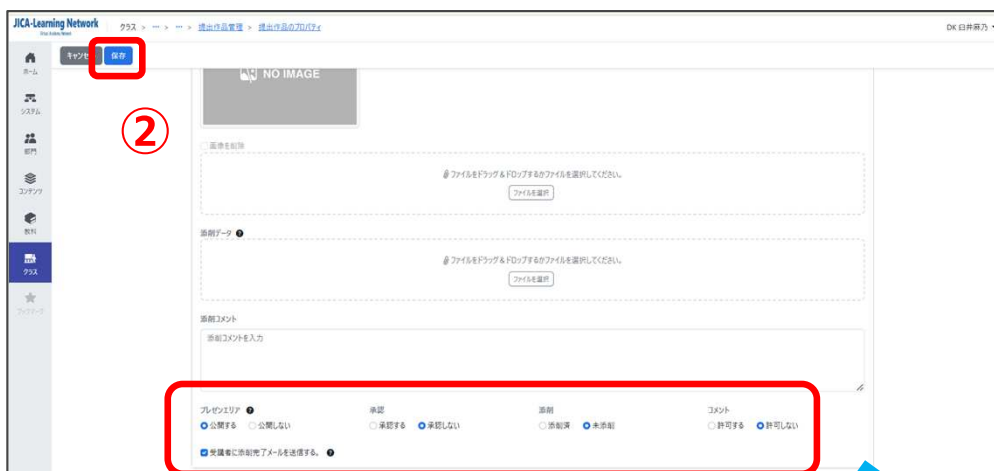 JICA-Learning Network
クラス > ... > ... > 提出作品管理 > 提出作品のプロパティ
DK 臼井麻乃
キャンセ
保存
ホーム
システム
部門
コンテンツ
教科
クラス
ブックマーク
②
NO IMAGE
画像を削除
ファイルをドラッグ&ドロップするかファイルを選択してください。
ファイルを選択
添削データ
ファイルをドラッグ&ドロップするかファイルを選択してください。
ファイルを選択
添削コメント
添削コメントを入力
プレゼンエリア 承認 添削 コメント
公開する 公開しない 承認する 承認しない 添削済 未添削 許可する 許可しない
受講者に添削完了メールを送信する。